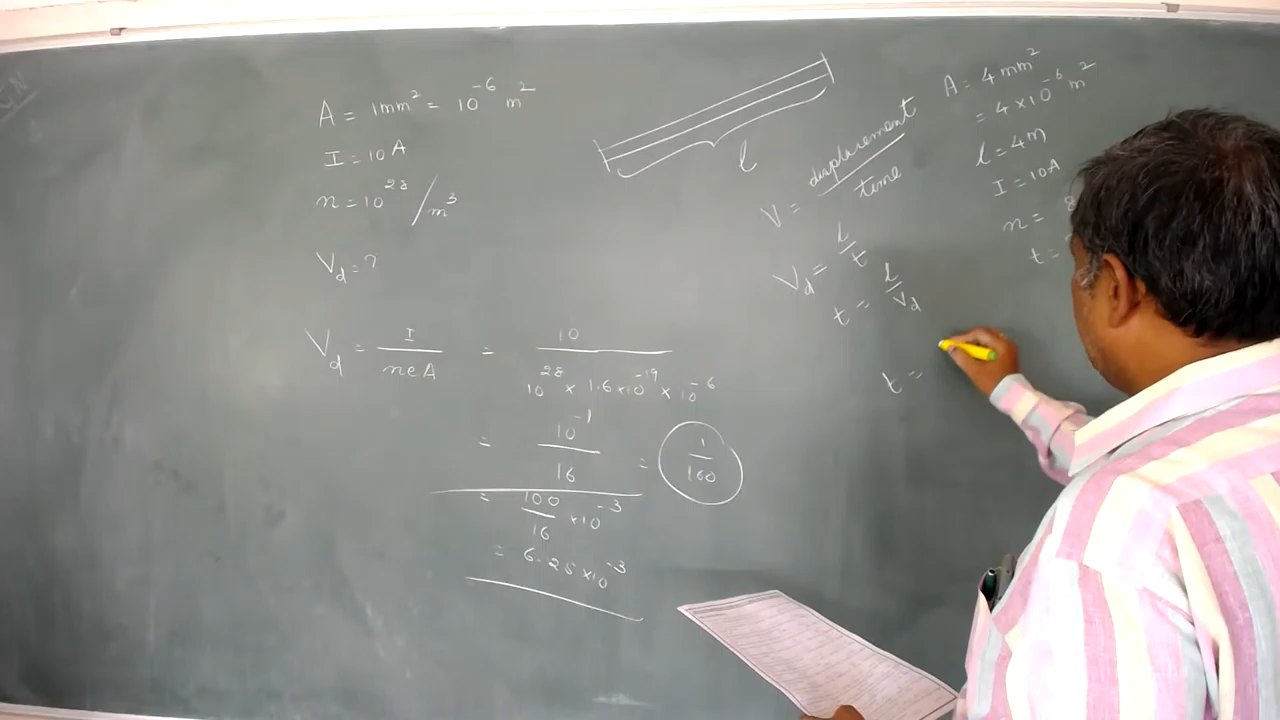 A = 1mm² = 10⁻⁶ m²
I = 10A
n = 10²⁸/m³
V_d = ?
V_d = I/neA = 10/(10²⁸ × 1.6×10⁻¹⁹ × 10⁻⁶)
= 10⁻¹/16 = 1/160
= 100/16 × 10⁻³
= 6.25×10⁻³
l
V = displacement/time
V_d = l/t
t = l/V_d
t =
A = 4mm²
= 4×10⁻⁶ m²
l = 4m
I = 10A
n = 8
t =